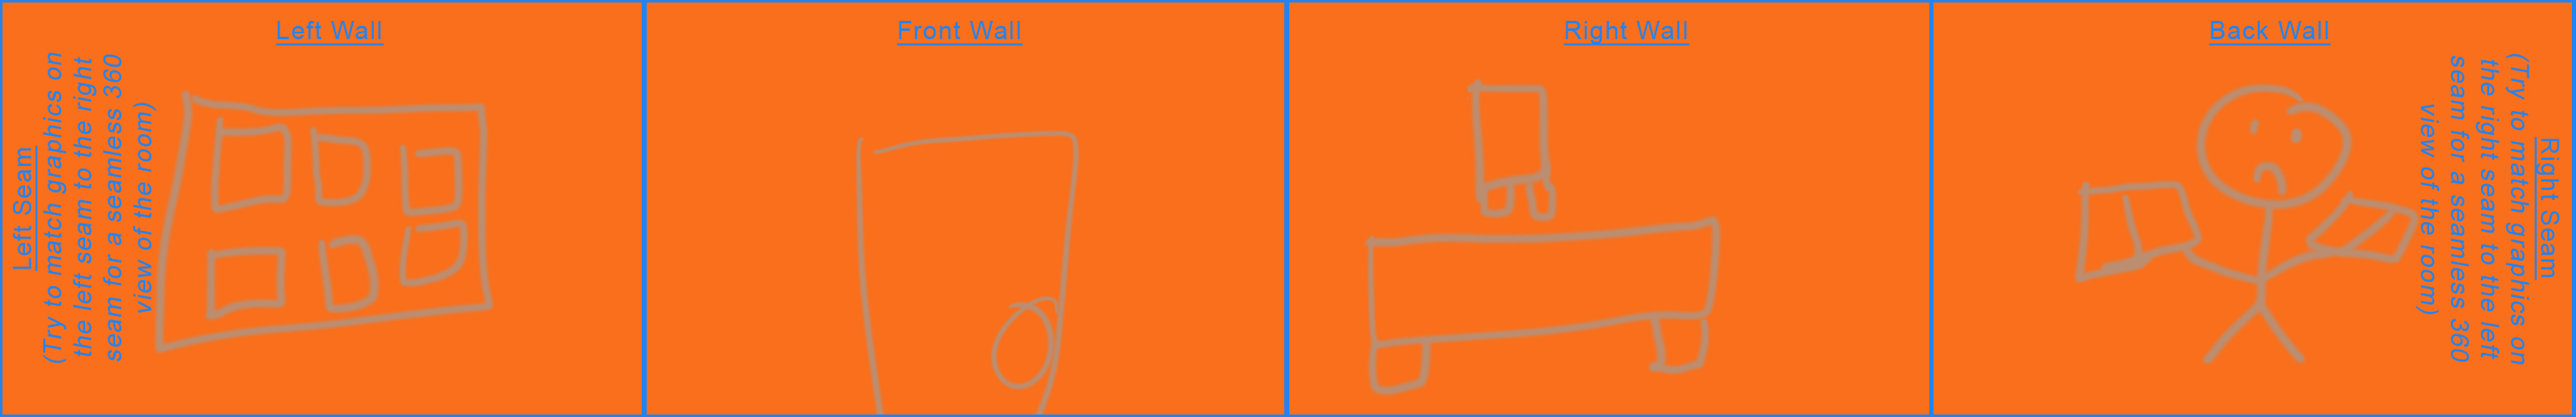 Left Wall
Front Wall
Right Wall
Back Wall
Left Seam
(Try to match graphics on
the left seam to the right
seam for a seamless 360
view of the room)
Right Seam
(Try to match graphics on
the right seam to the left
seam for a seamless 360
view of the room)